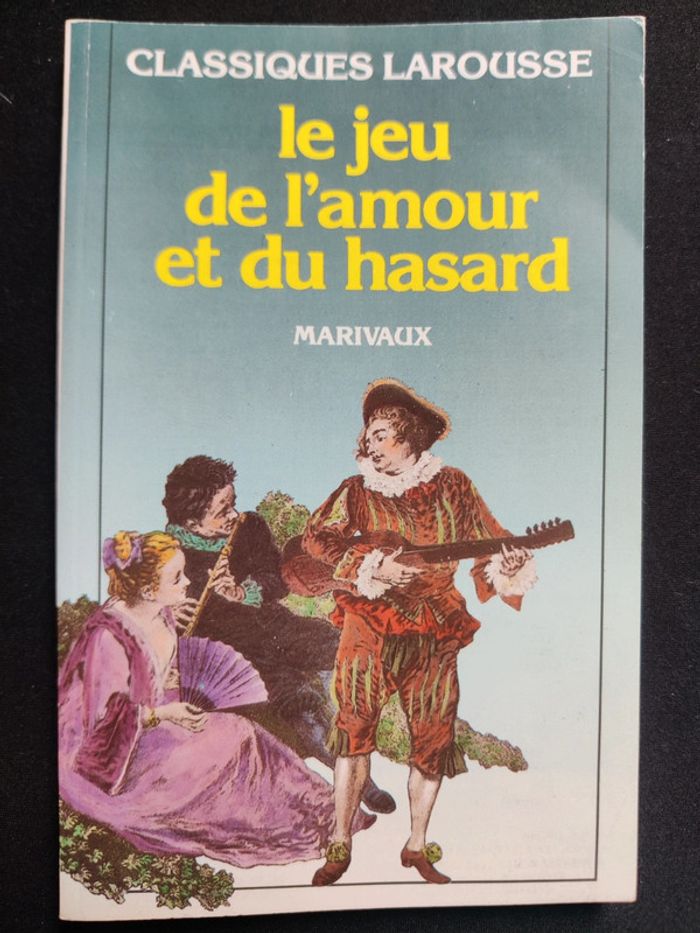 CLASSIQUES LAROUSSE
le jeu
de l'amour
et du hasard
MARIVAUX